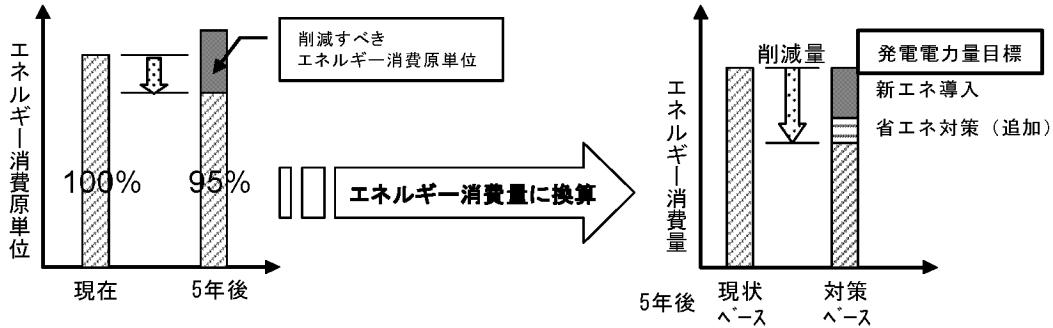 エネルギー消費原単位
削減すべき
エネルギー消費原単位
100%
95%
現在
5年後
エネルギー消費量に換算
エネルギー消費量
削減量
発電電力量目標
新エネ導入
省エネ対策（追加）
5年後
現状
ﾍﾞｰｽ
対策
ﾍﾞｰｽ